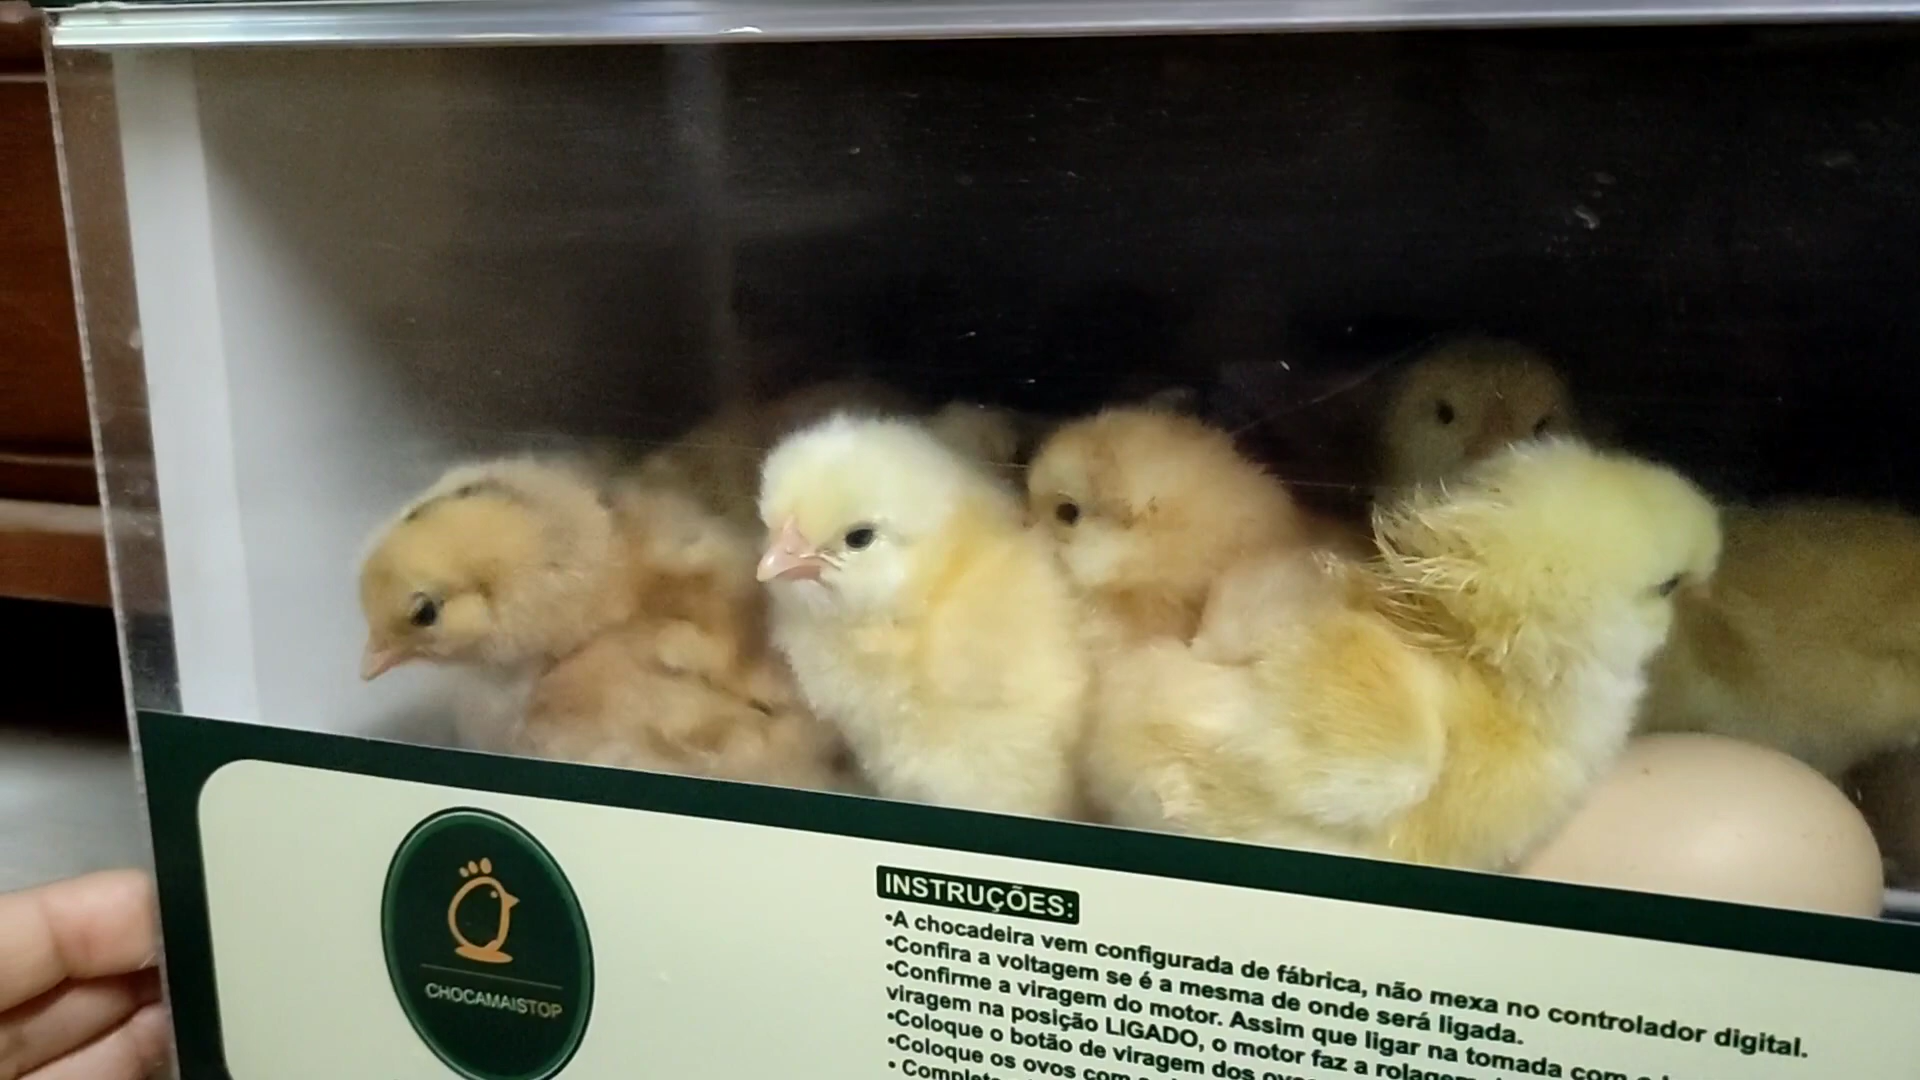 CHOCAMAISTOP
INSTRUÇÕES:
•A chocadeira vem configurada de fábrica, não mexa no controlador digital.
•Confira a voltagem se é a mesma de onde será ligada.
•Confirme a viragem do motor. Assim que ligar na tomada com
viragem na posição LIGADO, o motor faz a
•Coloque o botão de viragem dos
•Coloque os ovos com
•